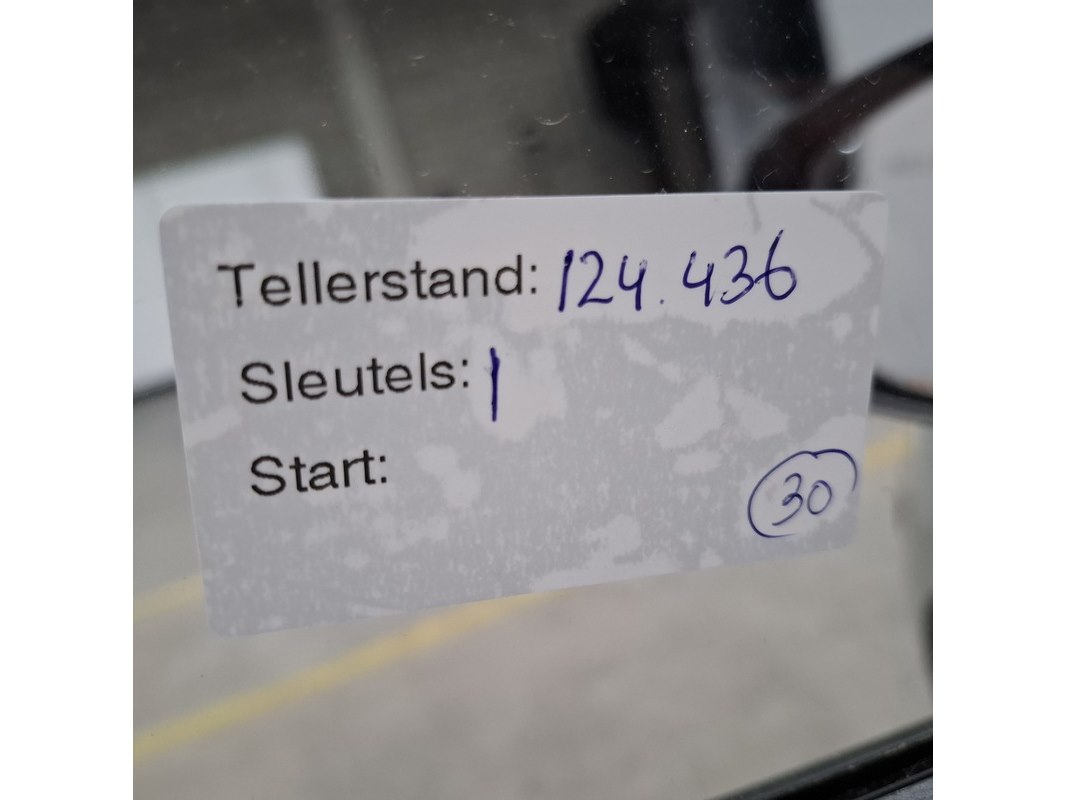 Tellerstand: 124.436
Sleutels: 1
Start:
30